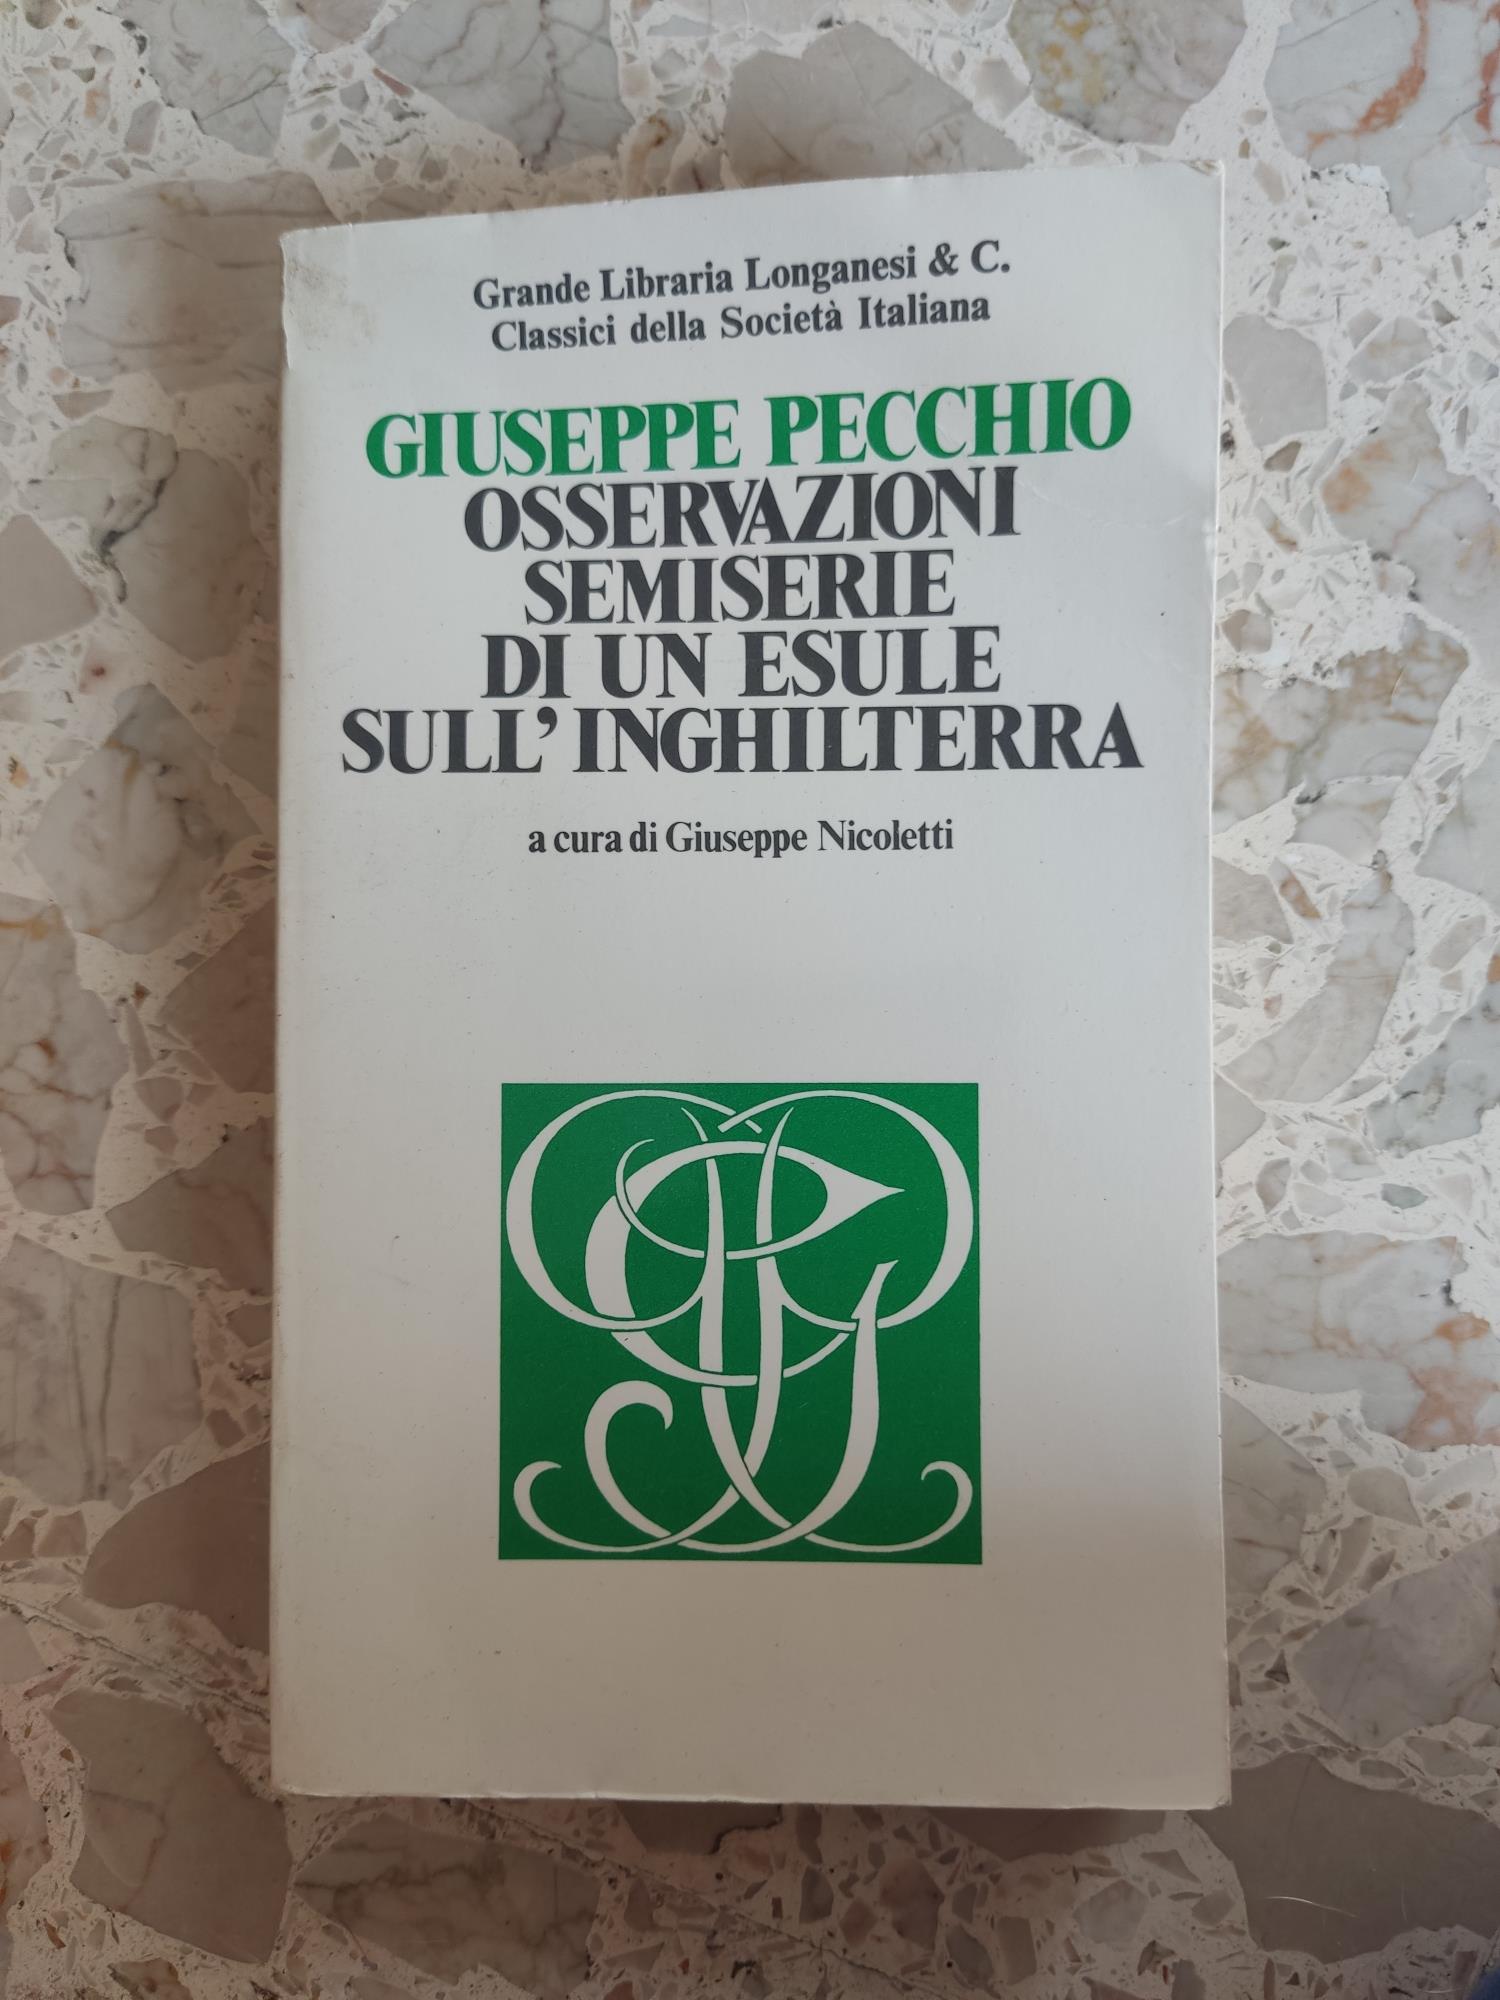 Grande Libraria Longanesi & C.
Classici della Società Italiana
GIUSEPPE PECCHIO
OSSERVAZIONI
SEMISERIE
DI UN ESULE
SULL'INGHILTERRA
a cura di Giuseppe Nicoletti